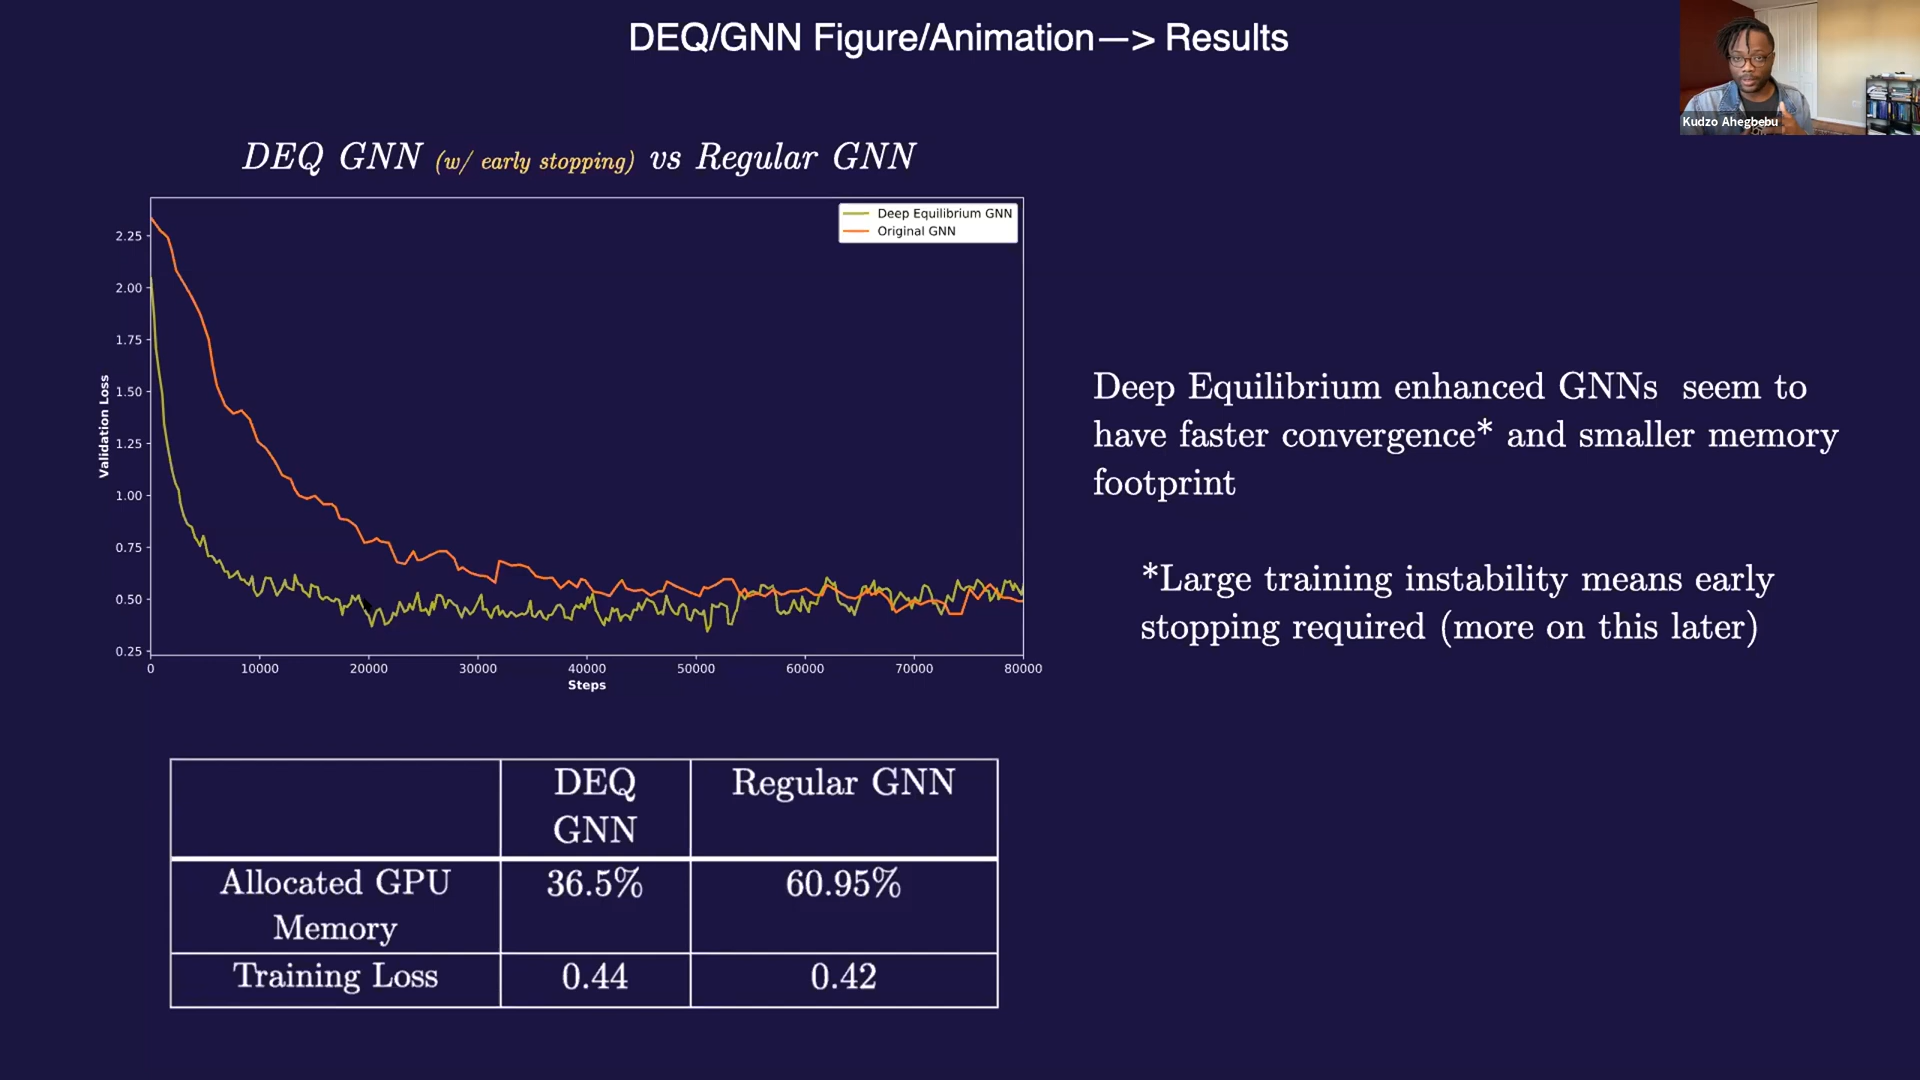 DEQ/GNN Figure/Animation—> Results
Kudzo Ahegbebu
DEQ GNN (w/ early stopping) vs Regular GNN
Deep Equilibrium GNN
Original GNN
2.25
2.00
1.75
1.50
1.25
1.00
0.75
0.50
0.25
Validation Loss
0 10000 20000 30000 40000 50000 60000 70000 80000
Steps
Deep Equilibrium enhanced GNNs seem to
have faster convergence* and smaller memory
footprint
*Large training instability means early
stopping required (more on this later)
DEQ Regular GNN
GNN
Allocated GPU 36.5% 60.95%
Memory
Training Loss 0.44 0.42